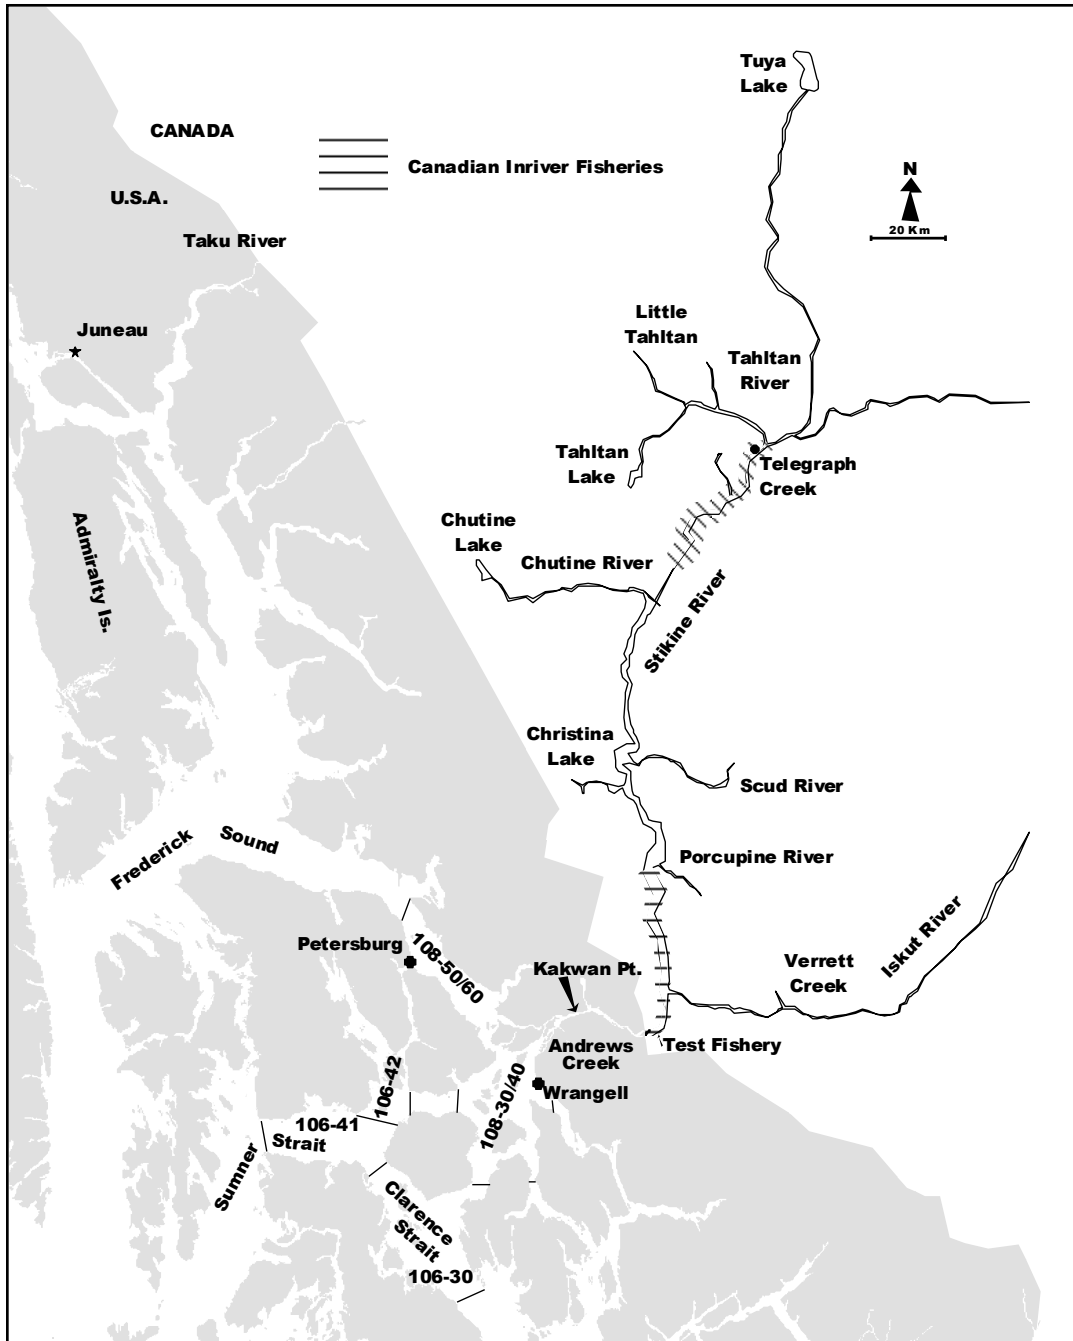 Tuya
Lake
CANADA
Canadian Inriver Fisheries
N
20 Km
U.S.A.
Taku River
Juneau
Little
Tahltan
Tahltan
River
Tahltan
Lake
Telegraph
Creek
Chutine
Lake
Chutine River
Admiralty Is.
Stikine River
Christina
Lake
Scud River
Frederick
Sound
Porcupine River
Petersburg
108-50/60
Kakwan Pt.
Verrett
Creek
Iskut River
Andrews
Creek
Test Fishery
Wrangell
106-42
108-30/40
106-41
Sumner
Strait
Clarence
Strait
106-30